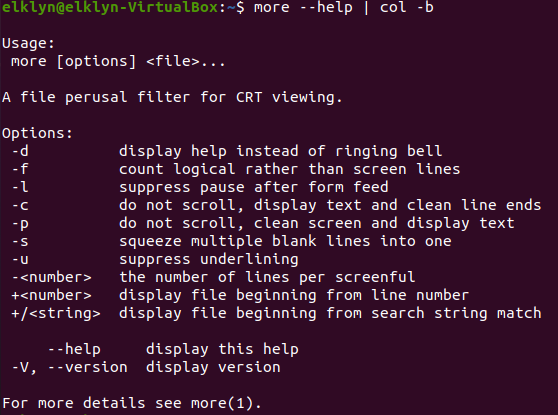 elklyn@elklyn-VirtualBox:~$ more --help | col -b

Usage:
 more [options] <file>...

A file perusal filter for CRT viewing.

Options:
 -d          display help instead of ringing bell
 -f          count logical rather than screen lines
 -l          suppress pause after form feed
 -c          do not scroll, display text and clean line ends
 -p          do not scroll, clean screen and display text
 -s          squeeze multiple blank lines into one
 -u          suppress underlining
 -<number>   the number of lines per screenful
 +<number>   display file beginning from line number
 +/<string>  display file beginning from search string match

     --help     display this help
 -V, --version  display version

For more details see more(1).